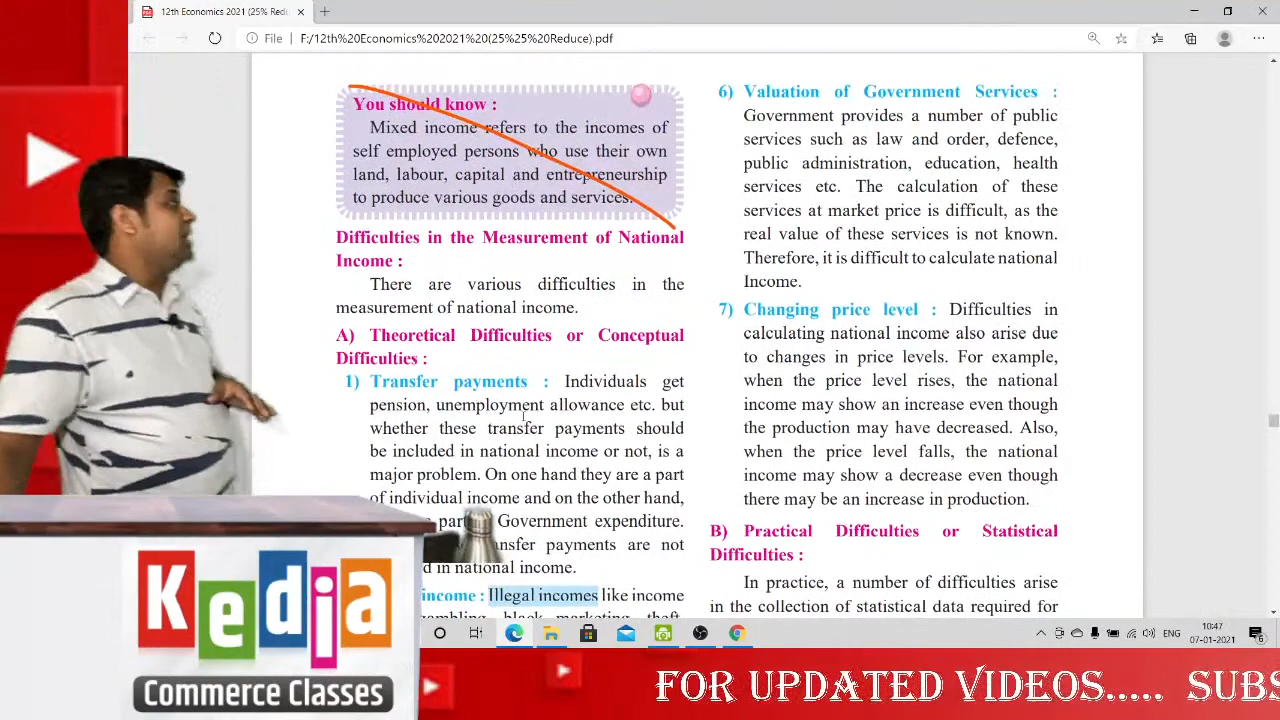 12th Economics 2021 (25% Redu
File F:/12th%20Economics%202021%20(25%25%20Reduce).pdf
You should know :
Mixed income refers to the incomes of
self employed persons who use their own
land, labour, capital and entrepreneurship
to produce various goods and services.
Difficulties in the Measurement of National
Income :
There are various difficulties in the
measurement of national income.
A) Theoretical Difficulties or Conceptual
Difficulties :
1) Transfer payments : Individuals get
pension, unemployment allowance etc. but
whether these transfer payments should
be included in national income or not, is a
major problem. On one hand they are a part
of individual income and on the other hand,
part Government expenditure.
payments are not
in national income.
income : Illegal incomes like income
gambling, black marketing, theft,
6) Valuation of Government Services :
Government provides a number of public
services such as law and order, defence,
public administration, education, health
services etc. The calculation of these
services at market price is difficult, as the
real value of these services is not known.
Therefore, it is difficult to calculate national
Income.
7) Changing price level : Difficulties in
calculating national income also arise due
to changes in price levels. For example,
when the price level rises, the national
income may show an increase even though
the production may have decreased. Also,
when the price level falls, the national
income may show a decrease even though
there may be an increase in production.
B) Practical Difficulties or Statistical
Difficulties :
In practice, a number of difficulties arise
in the collection of statistical data required for
ENG
10:47
07-01-2021
Kedia
Commerce Classes
FOR UPDATED VIDEOS..... SUBS